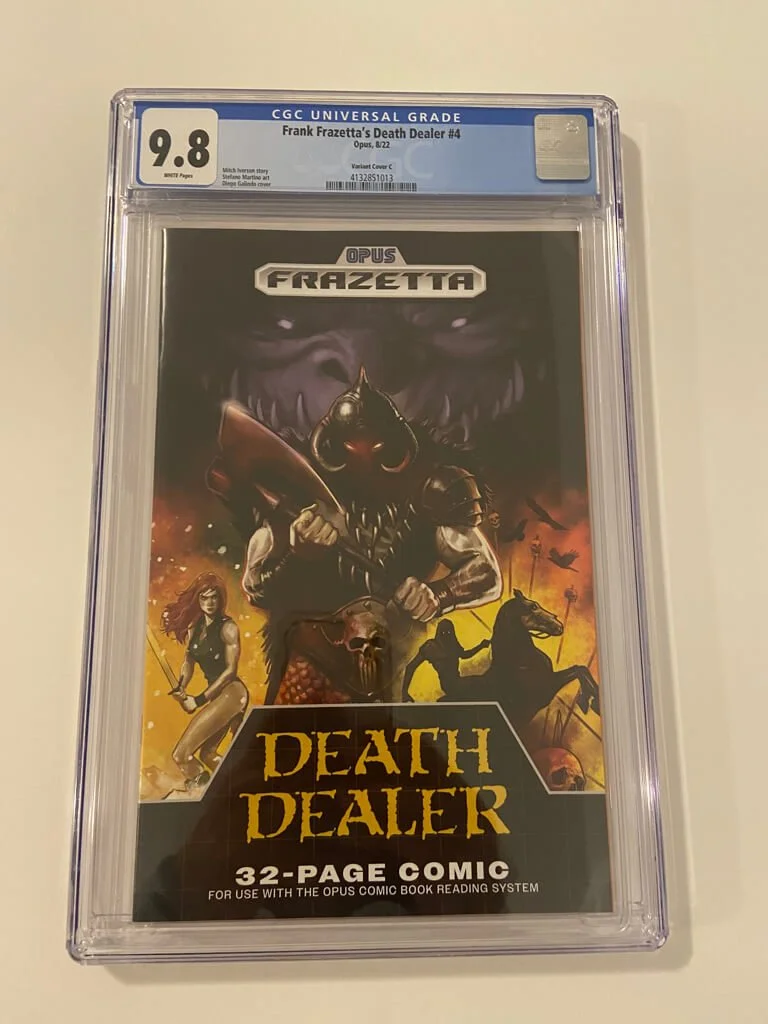 CGC UNIVERSAL GRADE
9.8
WHITE Pages
Frank Frazetta's Death Dealer #4
Opus, 8/22
Variant Cover C
Mitch Iverson story
Stefano Martino art
Diego Galindo cover
4132851013
CGC
OPUS
FRAZETTA
DEATH
DEALER
32-PAGE COMIC
FOR USE WITH THE OPUS COMIC BOOK READING SYSTEM